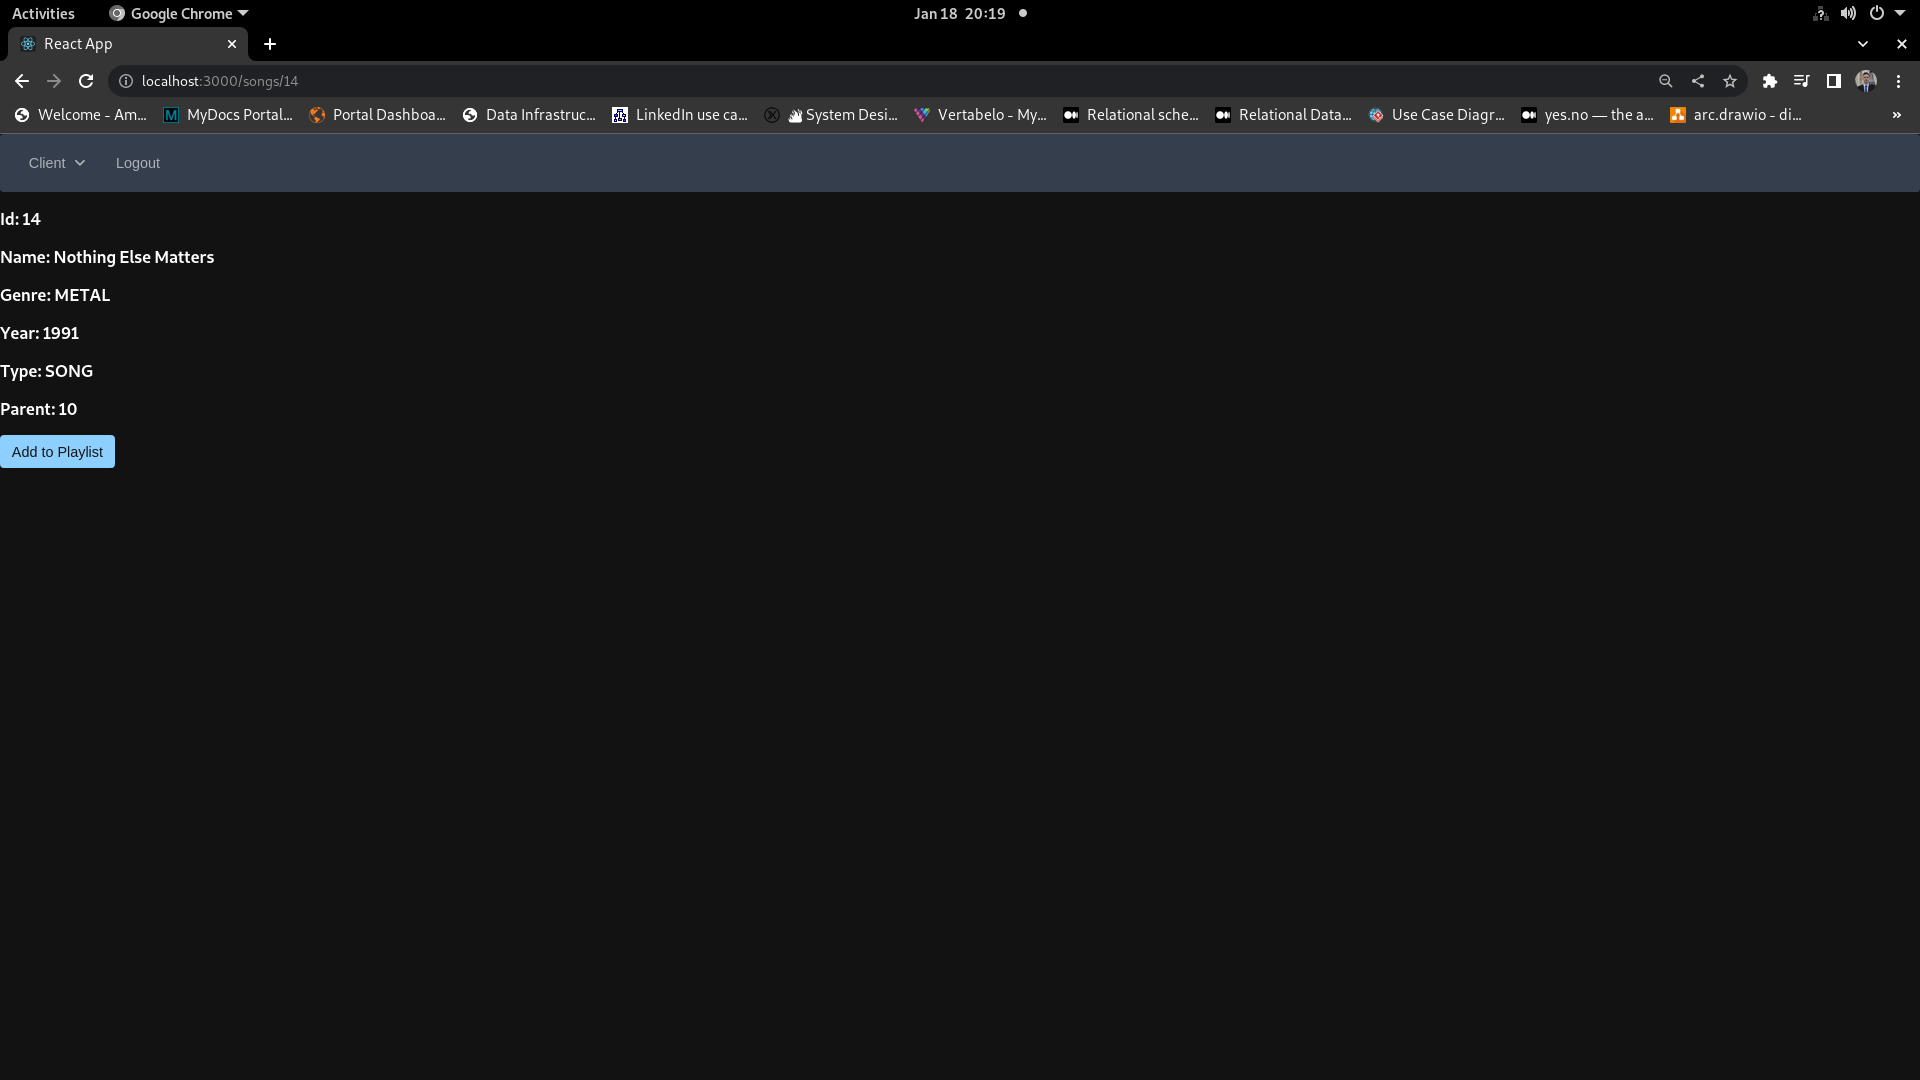 Activities Google Chrome Jan 18 20:19
React App
localhost:3000/songs/14
Welcome - Am... MyDocs Portal... Portal Dashboa... Data Infrastruc... LinkedIn use ca... System Desi... Vertabelo - My... Relational sche... Relational Data... Use Case Diagr... yes.no — the a... arc.drawio - di... »
Client Logout
Id: 14
Name: Nothing Else Matters
Genre: METAL
Year: 1991
Type: SONG
Parent: 10
Add to Playlist